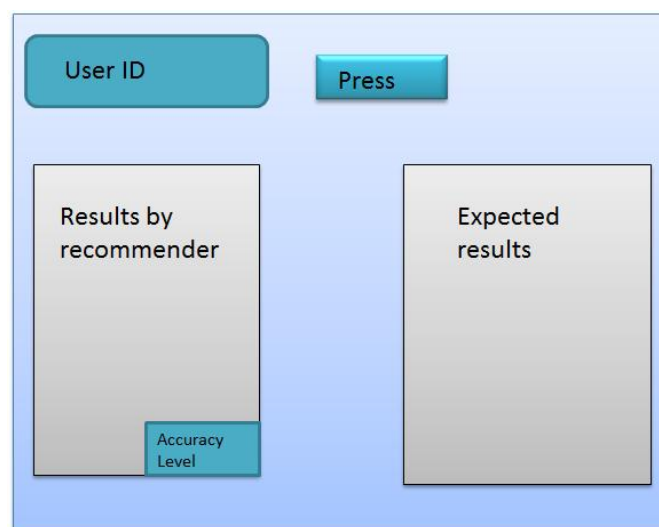 User ID
Press
Results by
recommender
Accuracy
Level
Expected
results